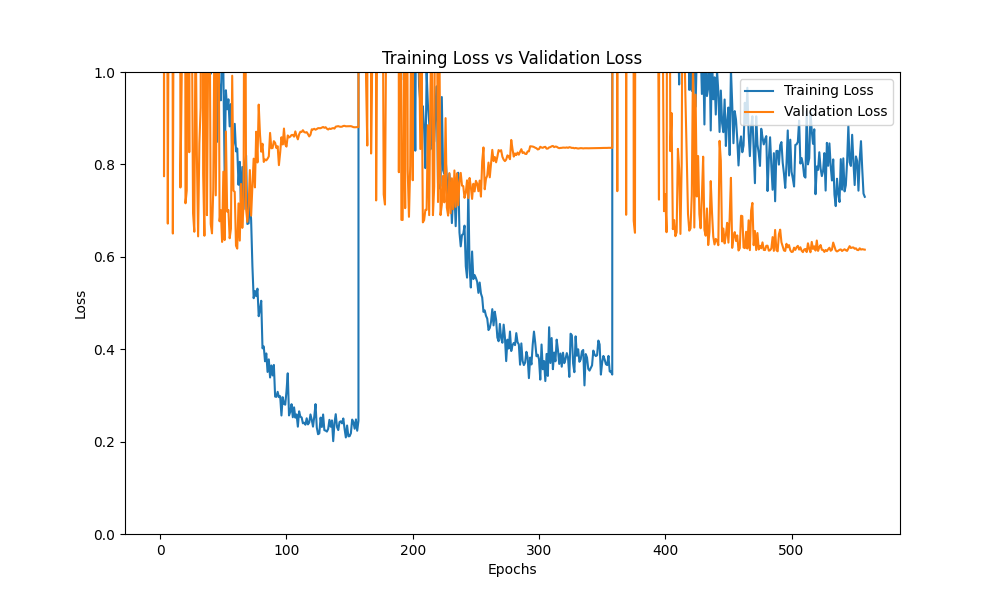 Training Loss vs Validation Loss
1.0
0.8
0.6
0.4
0.2
0.0
Loss
Training Loss
Validation Loss
0 100 200 300 400 500
Epochs